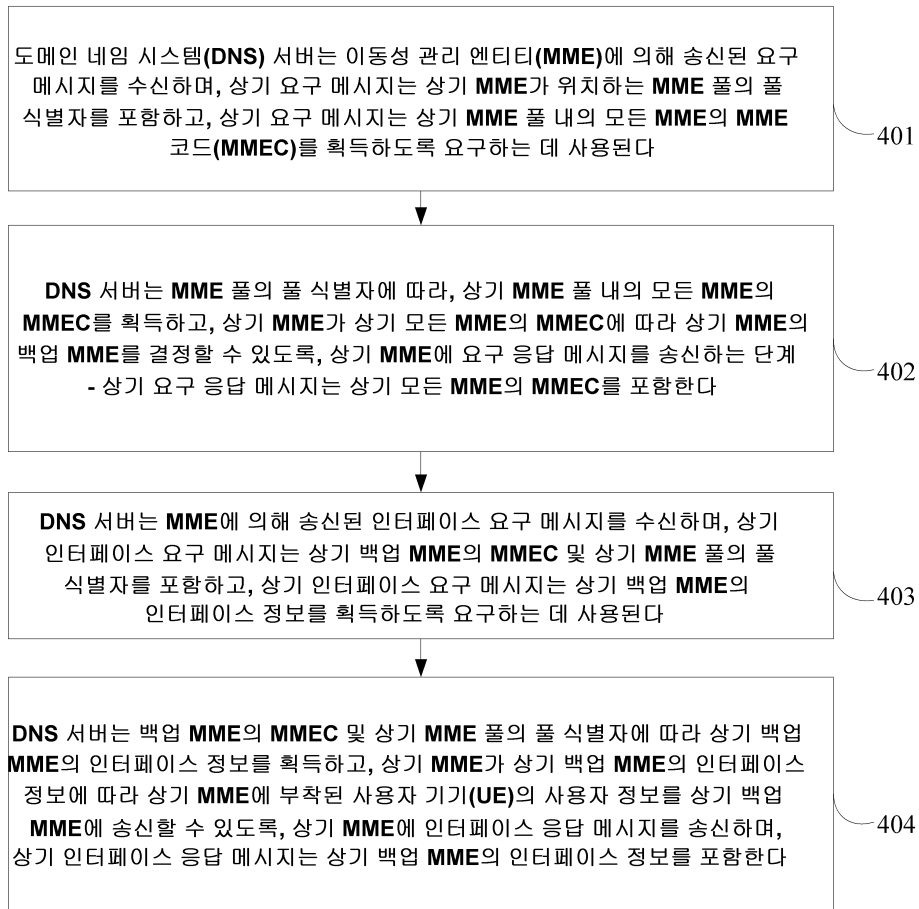 도메인 네임 시스템(DNS) 서버는 이동성 관리 엔티티(MME)에 의해 송신된 요구
메시지를 수신하며, 상기 요구 메시지는 상기 MME가 위치하는 MME 풀의 풀
식별자를 포함하고, 상기 요구 메시지는 상기 MME 풀 내의 모든 MME의 MME
코드(MMEC)를 획득하도록 요구하는 데 사용된다
401
DNS 서버는 MME 풀의 풀 식별자에 따라, 상기 MME 풀 내의 모든 MME의
MMEC를 획득하고, 상기 MME가 상기 모든 MME의 MMEC에 따라 상기 MME의
백업 MME를 결정할 수 있도록, 상기 MME에 요구 응답 메시지를 송신하는 단계
- 상기 요구 응답 메시지는 상기 모든 MME의 MMEC를 포함한다
402
DNS 서버는 MME에 의해 송신된 인터페이스 요구 메시지를 수신하며, 상기
인터페이스 요구 메시지는 상기 백업 MME의 MMEC 및 상기 MME 풀의 풀
식별자를 포함하고, 상기 인터페이스 요구 메시지는 상기 백업 MME의
인터페이스 정보를 획득하도록 요구하는 데 사용된다
403
DNS 서버는 백업 MME의 MMEC 및 상기 MME 풀의 풀 식별자에 따라 상기 백업
MME의 인터페이스 정보를 획득하고, 상기 MME가 상기 백업 MME의 인터페이스
정보에 따라 상기 MME에 부착된 사용자 기기(UE)의 사용자 정보를 상기 백업
MME에 송신할 수 있도록, 상기 MME에 인터페이스 응답 메시지를 송신하며,
상기 인터페이스 응답 메시지는 상기 백업 MME의 인터페이스 정보를 포함한다
404